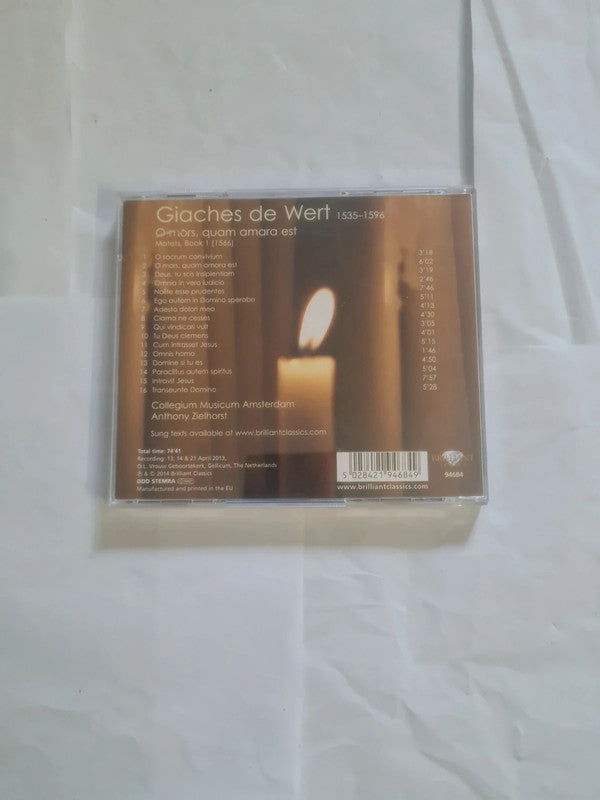 Giaches de Wert 1535–1596
O mors, quam amara est
Motets, Book 1 (1566)
1 O sacrum convivium 3'18
2 O mors, quam amara est 6'02
3 Deus, tu scis insipientiam 3'19
4 Omnia in vero iudicio 2'46
5 Nolite esse prudentes 7'46
6 Ego autem in Domino sperabo 5'11
7 Adesto dolori meo 4'13
8 Clama ne cesses 4'30
9 Qui vindicari vult 3'05
10 Tu Deus clemens 4'01
11 Cum intrasset Jesus 5'15
12 Omnis homo 1'46
13 Domine si tu es 4'50
14 Paraclitus autem spiritus 5'04
15 Intravit Jesus 7'57
16 Transeunte Domino 5'28
Collegium Musicum Amsterdam
Anthony Zielhorst
Sung texts available at www.brilliantclassics.com
Total time: 74'41
Recording: 13, 14 & 21 April 2013,
O.L. Vrouw Geboortekerk, Gellicum, The Netherlands
℗ & © 2014 Brilliant Classics
DDD STEMRA
Manufactured and printed in the EU
5 028421 946849
www.brilliantclassics.com
BRILLIANT
94684